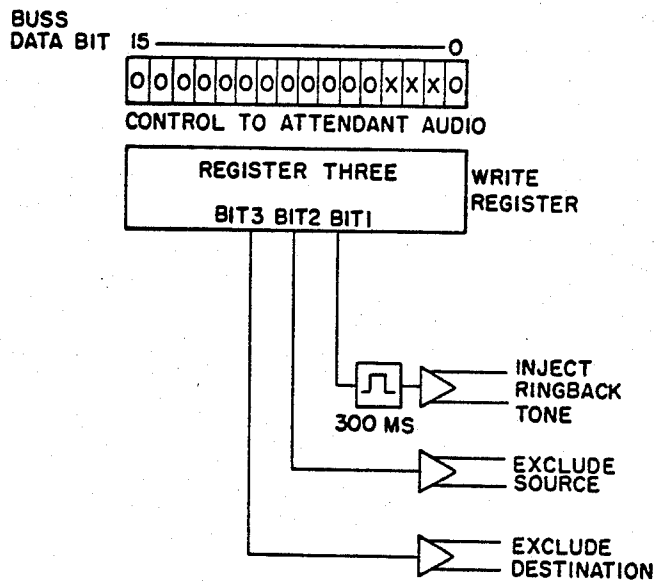 BUSS
DATA BIT 15 0
0 0 0 0 0 0 0 0 0 0 0 0 X X X 0
CONTROL TO ATTENDANT AUDIO
REGISTER THREE
BIT3 BIT2 BIT1
WRITE
REGISTER
300 MS
INJECT
RINGBACK
TONE
EXCLUDE
SOURCE
EXCLUDE
DESTINATION